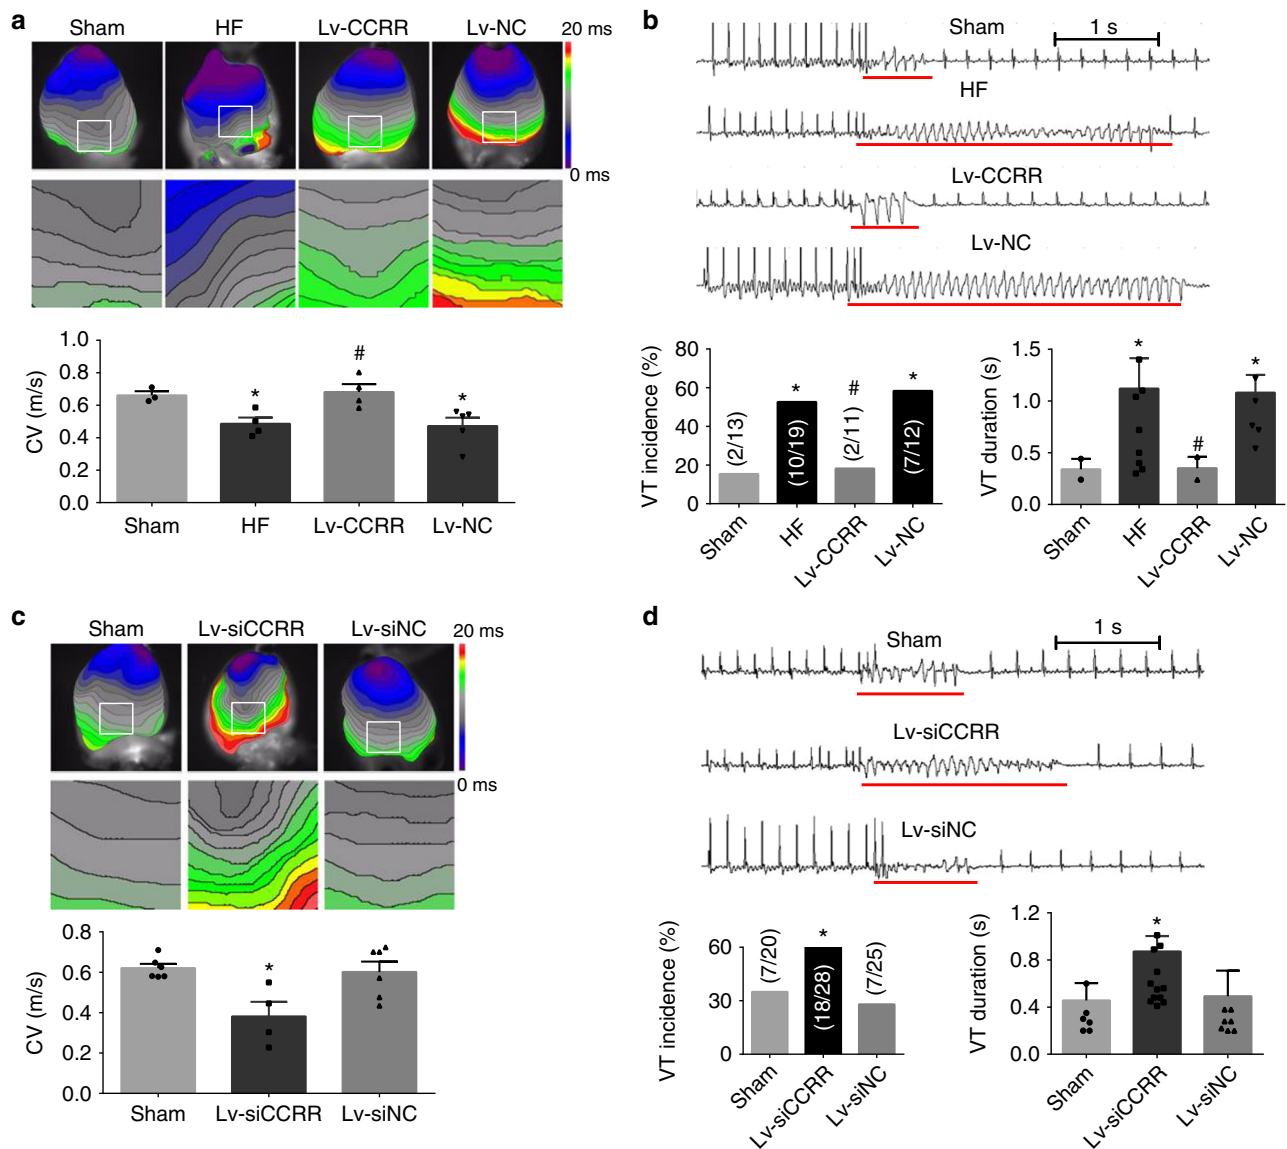 a
Sham HF Lv-CCRR Lv-NC 20 ms
0 ms
1.0
0.8
0.6
0.4
0.2
0.0
CV (m/s)
* # *
Sham HF Lv-CCRR Lv-NC
b
Sham 1 s
HF
Lv-CCRR
Lv-NC
80
60
40
20
0
VT incidence (%)
(2/13) * (10/19) # (2/11) * (7/12)
Sham HF Lv-CCRR Lv-NC
1.5
1.0
0.5
0.0
VT duration (s)
* # *
Sham HF Lv-CCRR Lv-NC
c
Sham Lv-siCCRR Lv-siNC 20 ms
0 ms
0.8
0.6
0.4
0.2
0.0
CV (m/s)
*
Sham Lv-siCCRR Lv-siNC
d
Sham 1 s
Lv-siCCRR
Lv-siNC
60
30
0
VT incidence (%)
(7/20) * (18/28) (7/25)
Sham Lv-siCCRR Lv-siNC
1.2
0.8
0.4
0.0
VT duration (s)
*
Sham Lv-siCCRR Lv-siNC